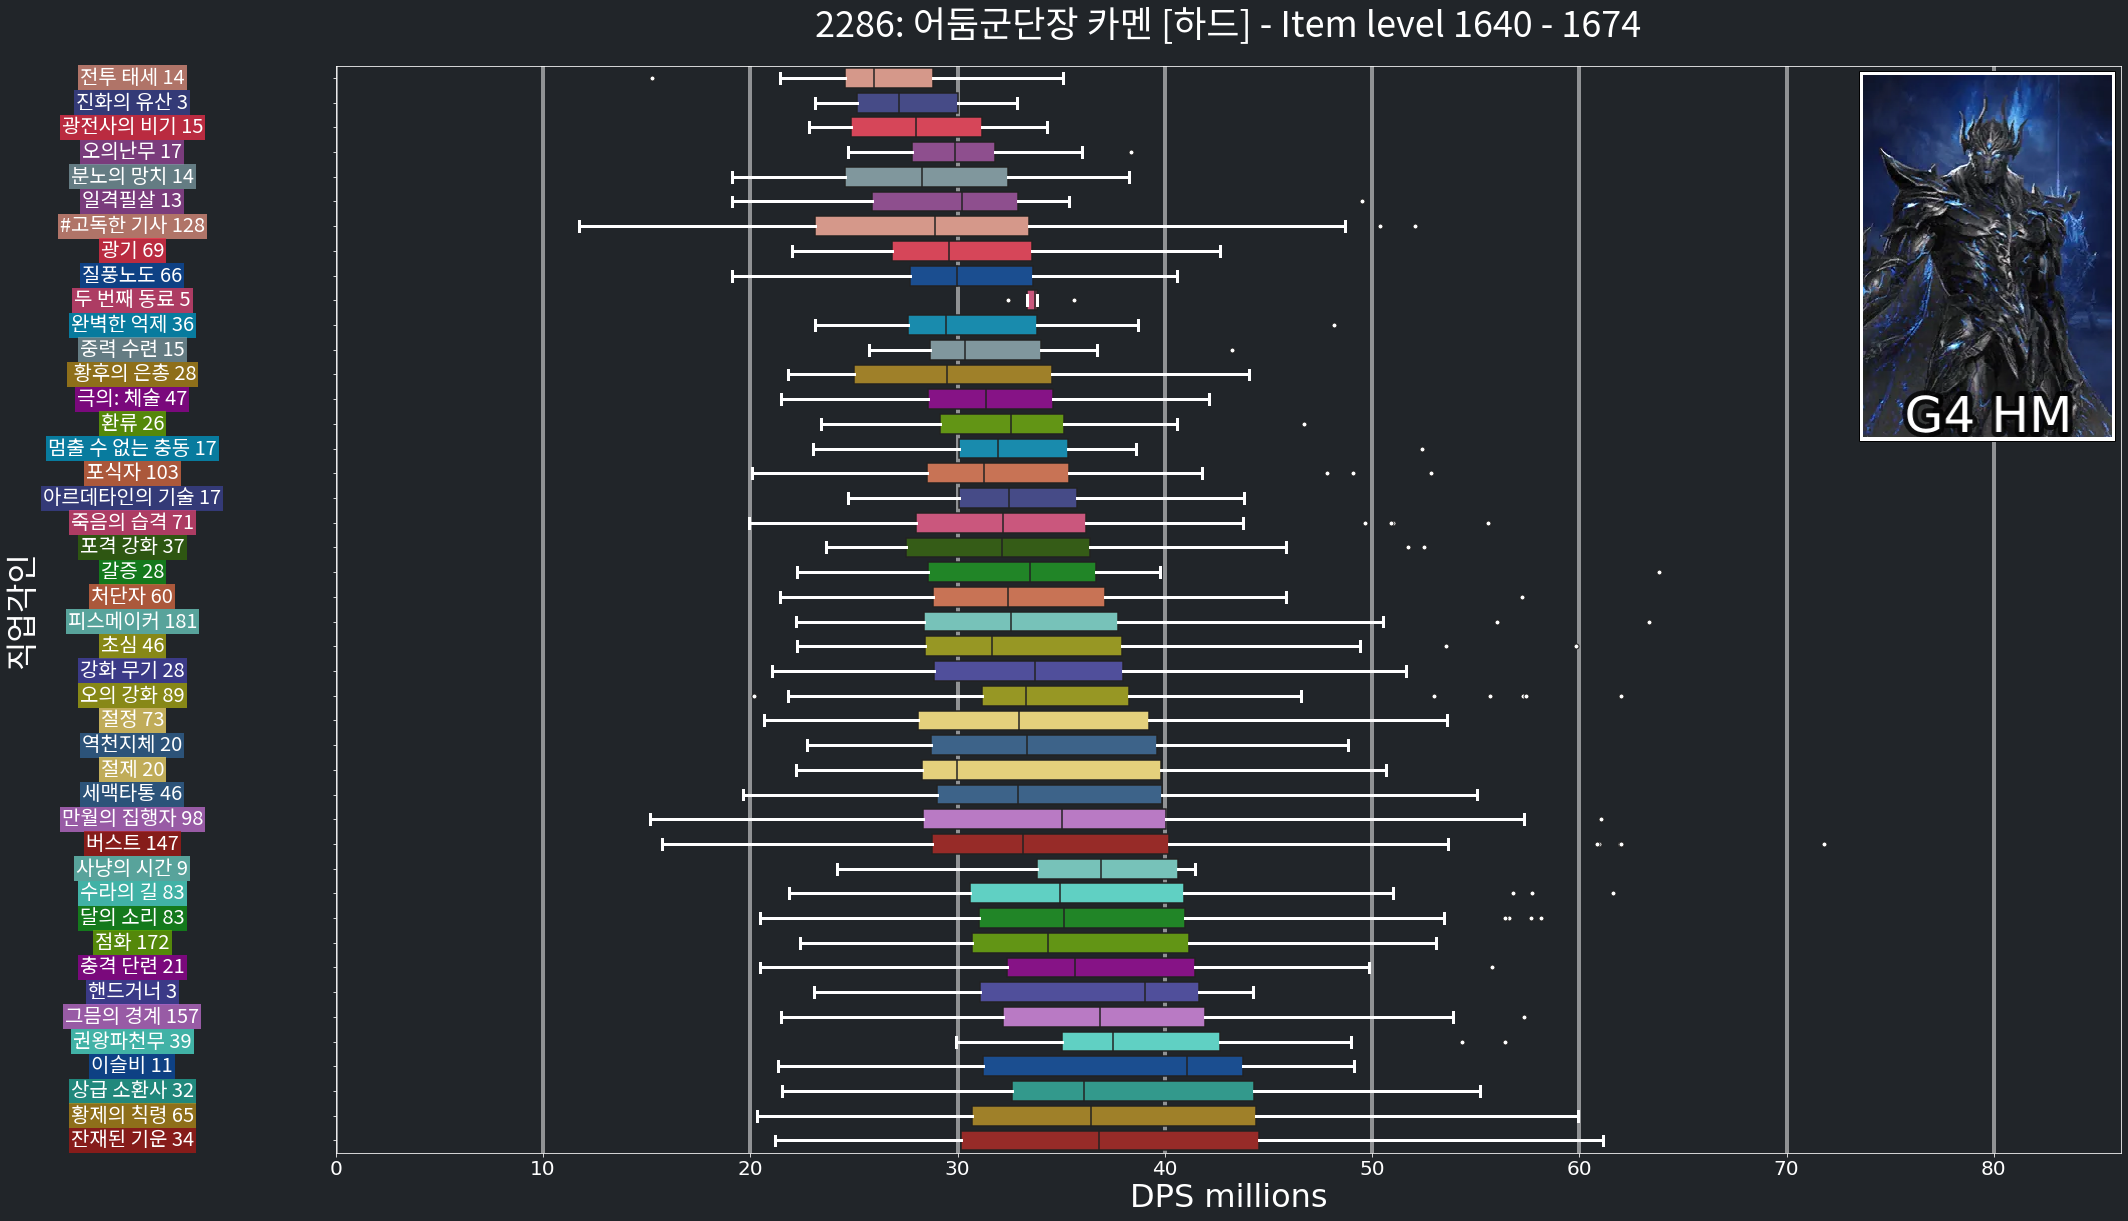 2286: 어둠군단장 카멘 [하드] - Item level 1640 - 1674
전투 태세 14
진화의 유산 3
광전사의 비기 15
오의난무 17
분노의 망치 14
일격필살 13
#고독한 기사 128
광기 69
질풍노도 66
두 번째 동료 5
완벽한 억제 36
중력 수련 15
황후의 은총 28
극의: 체술 47
환류 26
멈출 수 없는 충동 17
포식자 103
아르데타인의 기술 17
죽음의 습격 71
포격 강화 37
갈증 28
처단자 60
피스메이커 181
초심 46
강화 무기 28
오의 강화 89
절정 73
역천지체 20
절제 20
세맥타통 46
만월의 집행자 98
버스트 147
사냥의 시간 9
수라의 길 83
달의 소리 83
점화 172
충격 단련 21
핸드거너 3
그믐의 경계 157
권왕파천무 39
이슬비 11
상급 소환사 32
황제의 칙령 65
잔재된 기운 34
직업각인
G4 HM
0 10 20 30 40 50 60 70 80
DPS millions